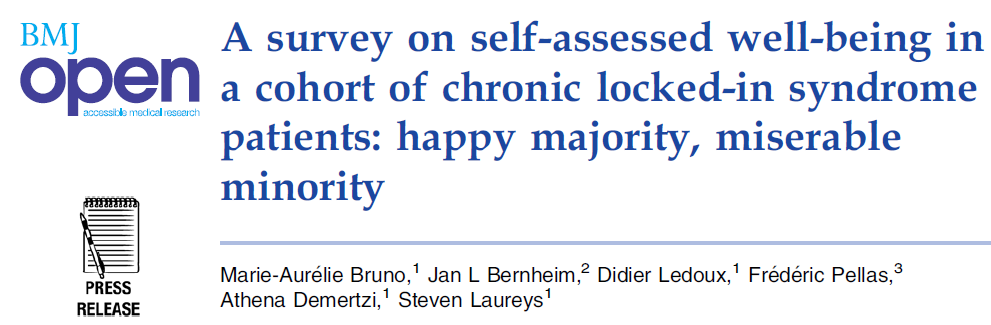 BMJ
open
accessible medical research
A survey on self-assessed well-being in
a cohort of chronic locked-in syndrome
patients: happy majority, miserable
minority
PRESS
RELEASE
Marie-Aurélie Bruno,1 Jan L Bernheim,2 Didier Ledoux,1 Frédéric Pellas,3
Athena Demertzi,1 Steven Laureys1